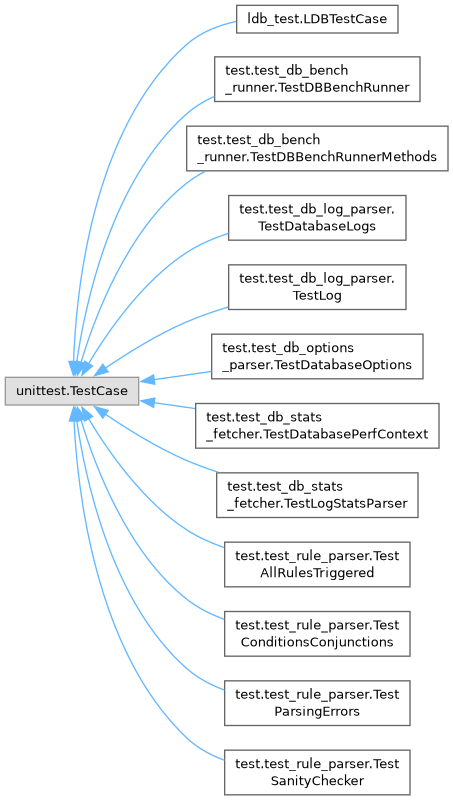 ldb_test.LDBTestCase
test.test_db_bench
_runner.TestDBBenchRunner
test.test_db_bench
_runner.TestDBBenchRunnerMethods
test.test_db_log_parser.
TestDatabaseLogs
test.test_db_log_parser.
TestLog
test.test_db_options
_parser.TestDatabaseOptions
unittest.TestCase
test.test_db_stats
_fetcher.TestDatabasePerfContext
test.test_db_stats
_fetcher.TestLogStatsParser
test.test_rule_parser.Test
AllRulesTriggered
test.test_rule_parser.Test
ConditionsConjunctions
test.test_rule_parser.Test
ParsingErrors
test.test_rule_parser.Test
SanityChecker